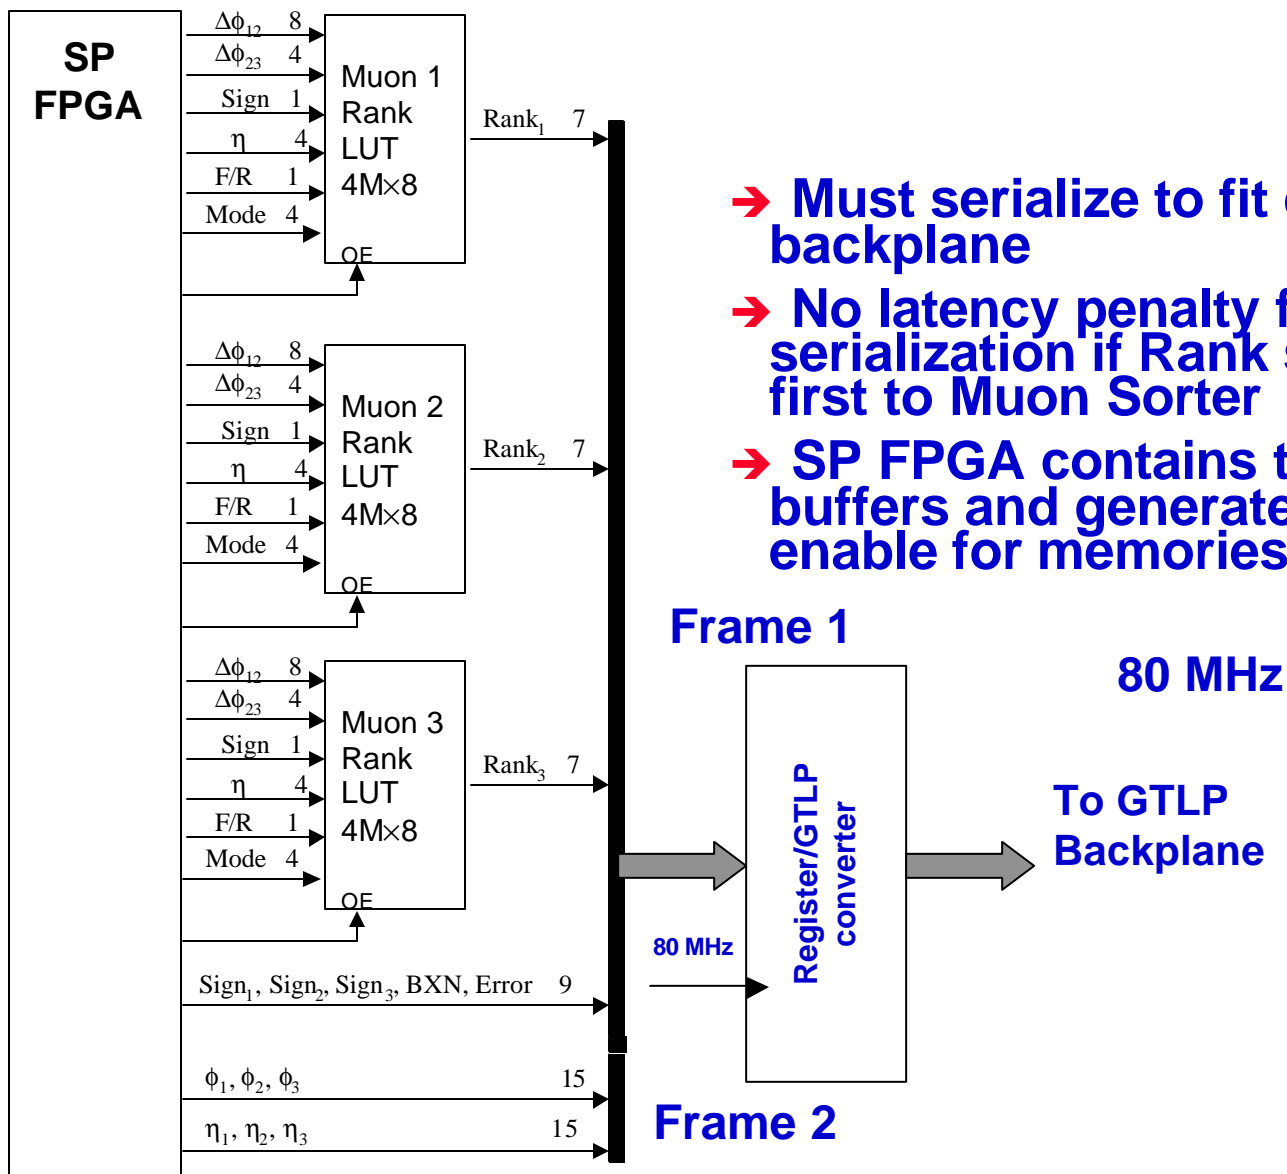 SP
FPGA
Δϕ12 8
Δϕ23 4
Sign 1
η 4
F/R 1
Mode 4
Muon 1
Rank
LUT
4M×8
OE
Rank1 7
Δϕ12 8
Δϕ23 4
Sign 1
η 4
F/R 1
Mode 4
Muon 2
Rank
LUT
4M×8
OE
Rank2 7
Δϕ12 8
Δϕ23 4
Sign 1
η 4
F/R 1
Mode 4
Muon 3
Rank
LUT
4M×8
OE
Rank3 7
Sign1, Sign2, Sign3, BXN, Error 9
ϕ1, ϕ2, ϕ3 15
η1, η2, η3 15
➔ Must serialize to fit
backplane
➔ No latency penalty
serialization if Rank
first to Muon Sorter
➔ SP FPGA contains
buffers and generate
enable for memories
Frame 1
80 MHz
Register/GTLP
converter
To GTLP
Backplane
80 MHz
Frame 2